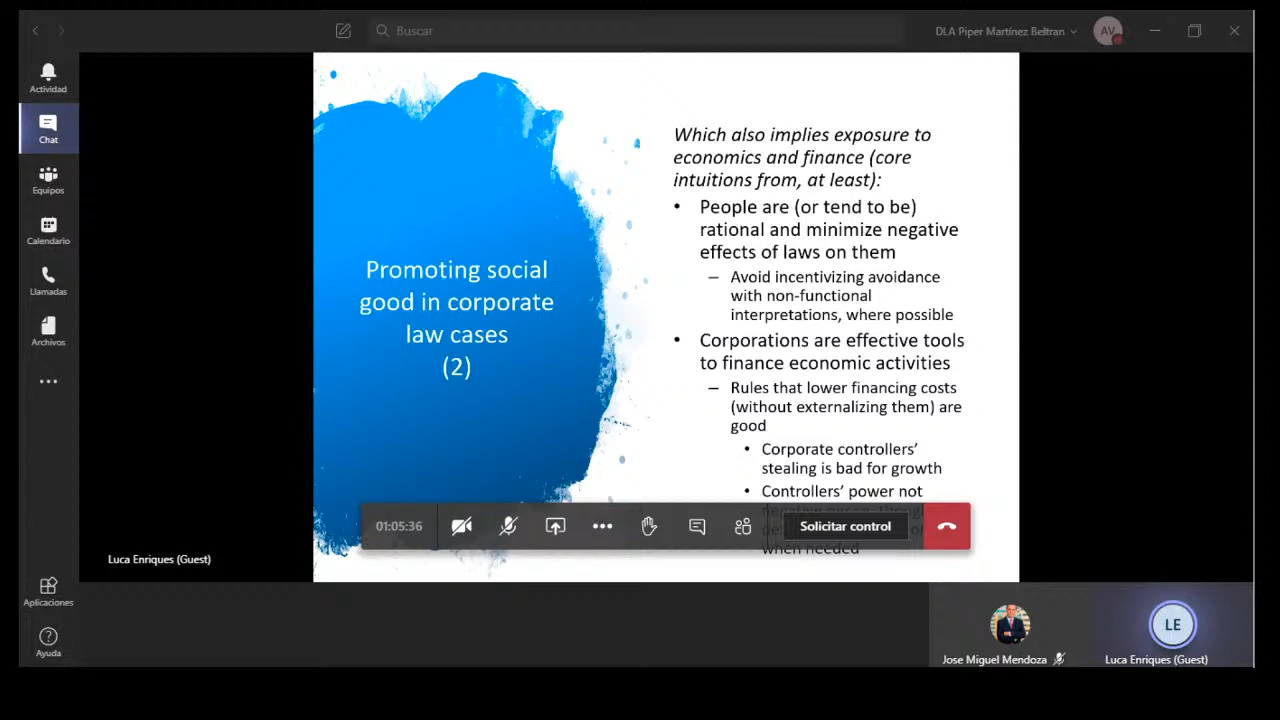 Buscar
DLA Piper Martínez Beltran
AV
Actividad
Chat
Equipos
Calendario
Llamadas
Archivos
Aplicaciones
Ayuda
Promoting social
good in corporate
law cases
(2)
Which also implies exposure to
economics and finance (core
intuitions from, at least):
• People are (or tend to be)
rational and minimize negative
effects of laws on them
– Avoid incentivizing avoidance
with non-functional
interpretations, where possible
• Corporations are effective tools
to finance economic activities
– Rules that lower financing costs
(without externalizing them) are
good
• Corporate controllers'
stealing is bad for growth
• Controllers' power not
when needed
01:05:36
Solicitar control
Luca Enriques (Guest)
Jose Miguel Mendoza
LE
Luca Enriques (Guest)